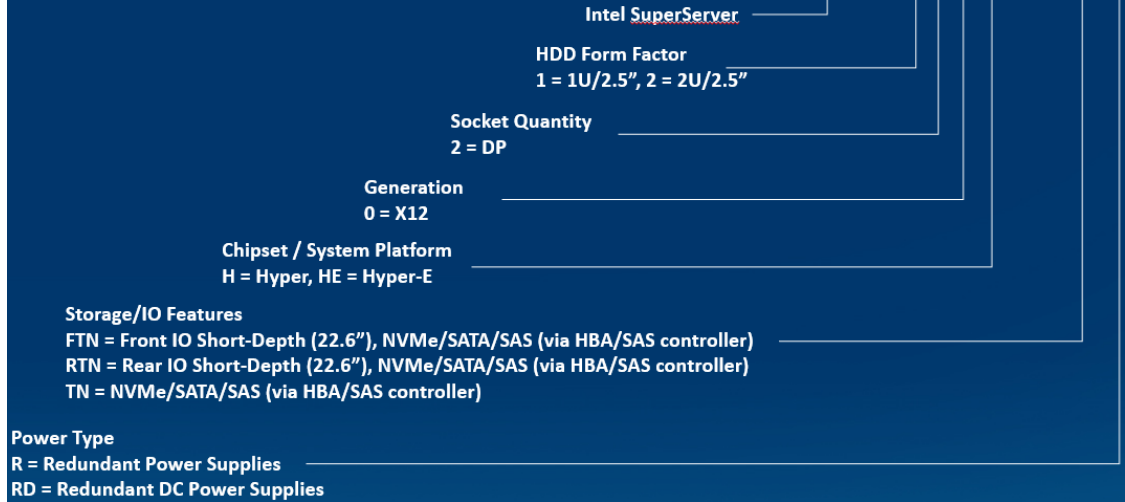 Intel SuperServer
HDD Form Factor
1 = 1U/2.5”, 2 = 2U/2.5”
Socket Quantity
2 = DP
Generation
0 = X12
Chipset / System Platform
H = Hyper, HE = Hyper-E
Storage/IO Features
FTN = Front IO Short-Depth (22.6”), NVMe/SATA/SAS (via HBA/SAS controller)
RTN = Rear IO Short-Depth (22.6”), NVMe/SATA/SAS (via HBA/SAS controller)
TN = NVMe/SATA/SAS (via HBA/SAS controller)
Power Type
R = Redundant Power Supplies
RD = Redundant DC Power Supplies